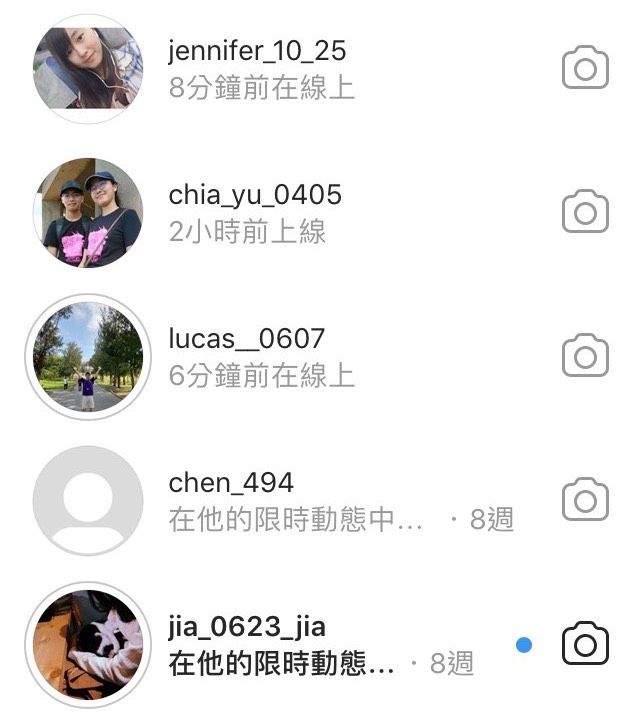 jennifer_10_25
8分鐘前在線上
chia_yu_0405
2小時前上線
lucas__0607
6分鐘前在線上
chen_494
在他的限時動態中... · 8週
jia_0623_jia
在他的限時動態... · 8週